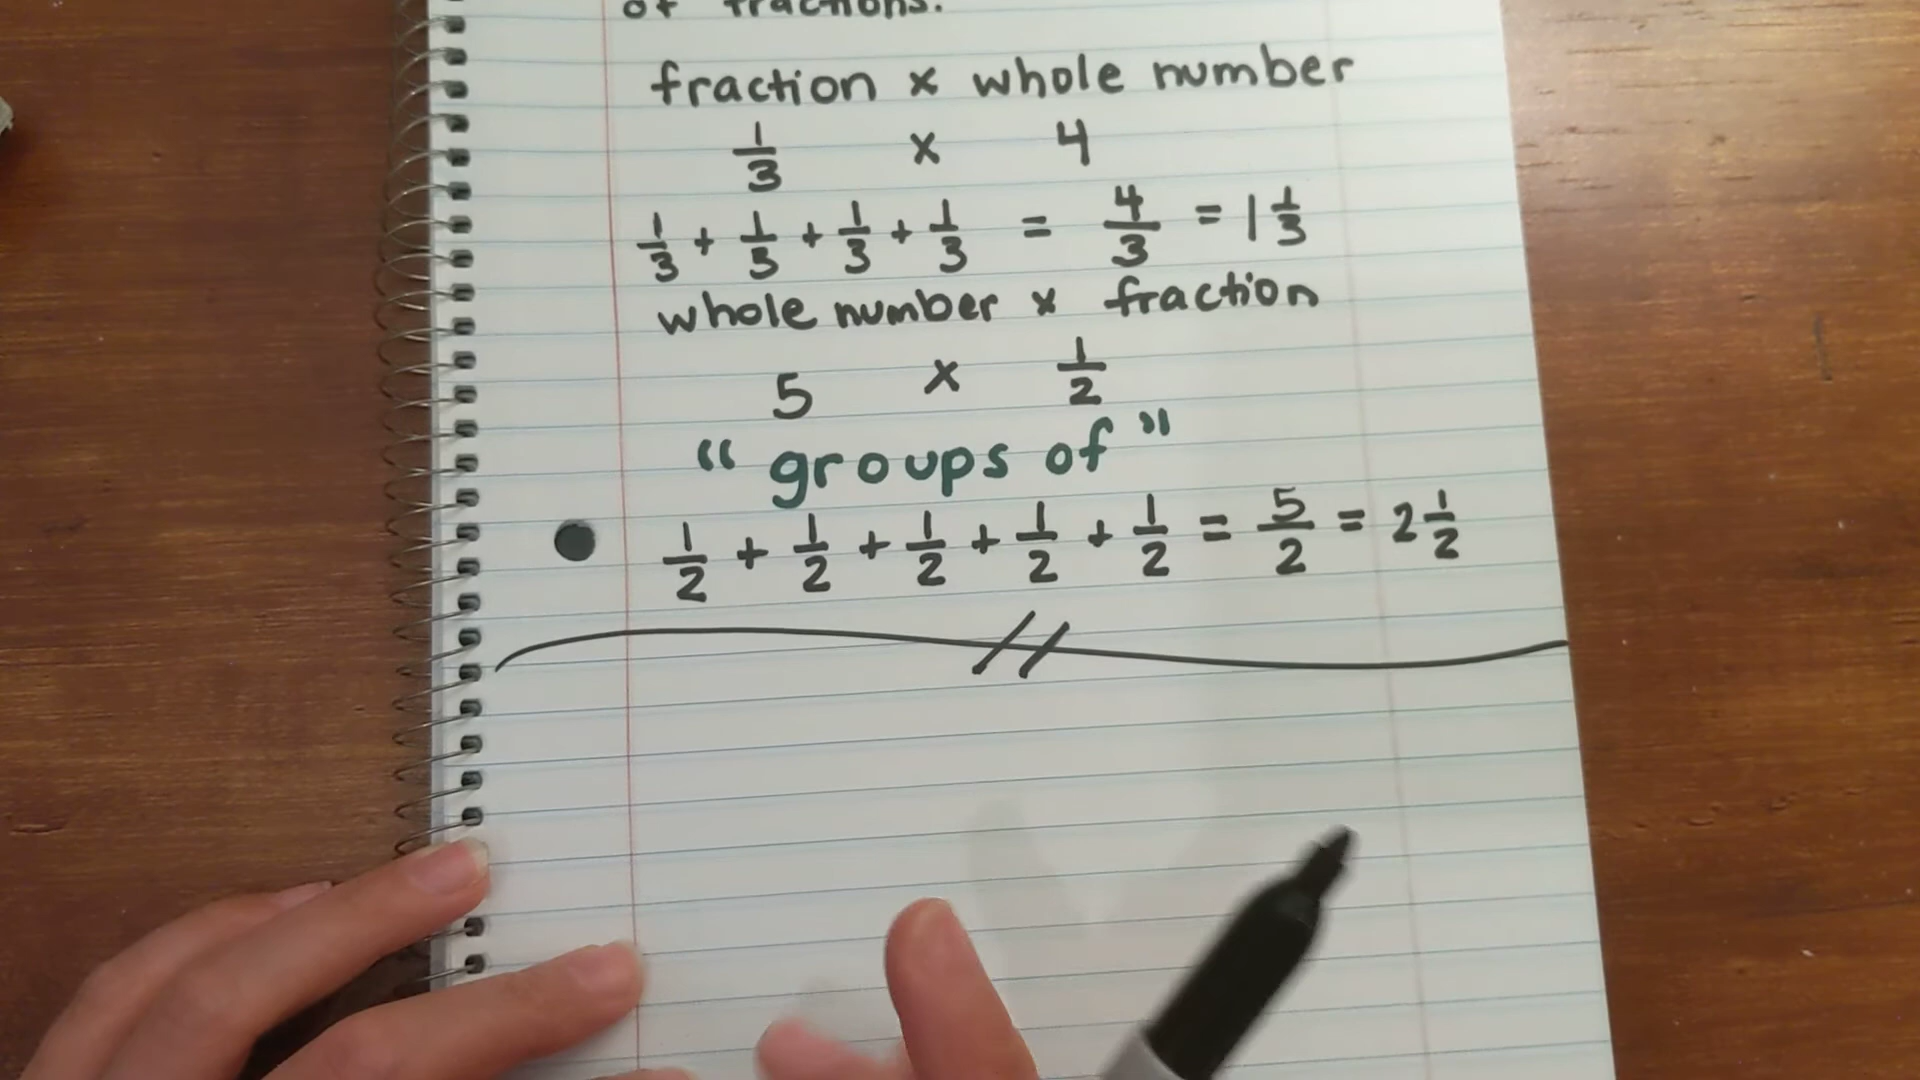 of fractions.
fraction x whole number
1/3 x 4
1/3 + 1/3 + 1/3 + 1/3 = 4/3 = 1 1/3
whole number x fraction
5 x 1/2
“groups of”
1/2 + 1/2 + 1/2 + 1/2 + 1/2 = 5/2 = 2 1/2